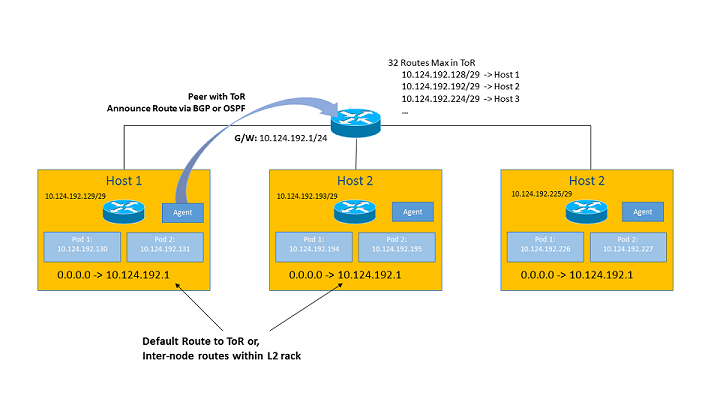 32 Routes Max in ToR
10.124.192.128/29 -> Host 1
10.124.192.192/29 -> Host 2
10.124.192.224/29 -> Host 3
...
Peer with ToR
Announce Route via BGP or OSPF
G/W: 10.124.192.1/24
Host 1
10.124.192.129/29
Agent
Pod 1:
10.124.192.130
Pod 2:
10.124.192.131
0.0.0.0 -> 10.124.192.1
Host 2
10.124.192.193/29
Agent
Pod 1:
10.124.192.194
Pod 2:
10.124.192.195
0.0.0.0 -> 10.124.192.1
Host 2
10.124.192.225/29
Agent
Pod 1:
10.124.192.226
Pod 2:
10.124.192.227
0.0.0.0 -> 10.124.192.1
Default Route to ToR or,
Inter-node routes within L2 rack